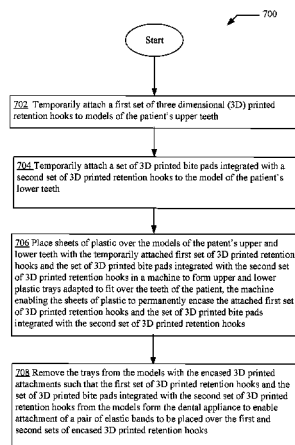 700
Start
702 Temporarily attach a first set of three dimensional (3D) printed
retention hooks to models of the patient's upper teeth
704 Temporarily attach a set of 3D printed bite pads integrated with a
second set of 3D printed retention hooks to the model of the patient's
lower teeth
706 Place sheets of plastic over the models of the patent's upper and
lower teeth with the temporarily attached first set of 3D printed retention
hooks and the set of 3D printed bite pads integrated with the second set
of 3D printed retention hooks in a machine to form upper and lower
plastic trays adapted to fit over the teeth of the patient, the machine
enabling the sheets of plastic to permanently encase the attached first set
of 3D printed retention hooks and the set of 3D printed bite pads
integrated with the second set of 3D printed retention hooks
708 Remove the trays from the models with the encased 3D printed
attachments such that the first set of 3D printed retention hooks and the
set of 3D printed bite pads integrated with the second set of 3D printed
retention hooks from the models form the dental appliance to enable
attachment of a pair of elastic bands to be placed over the first and
second sets of encased 3D printed retention hooks